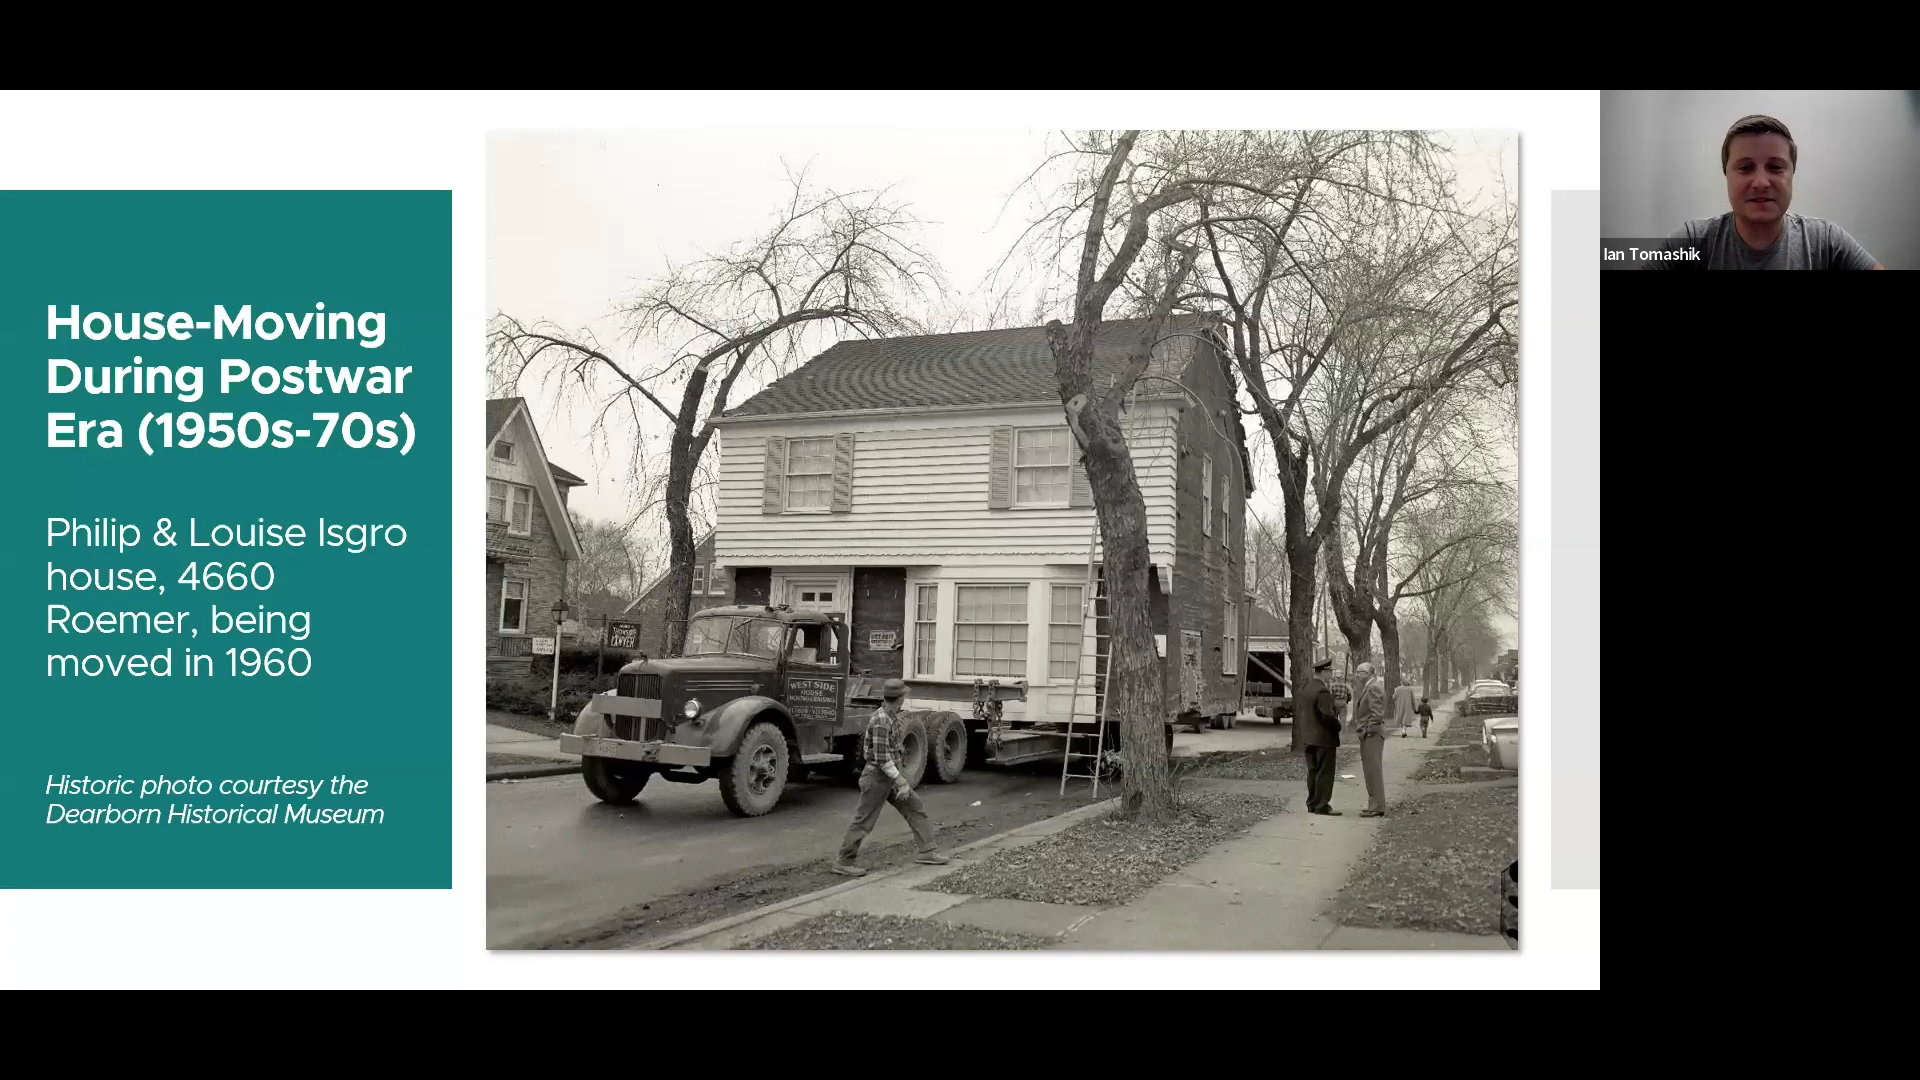 House-Moving
During Postwar
Era (1950s-70s)
Philip & Louise Isgro
house, 4660
Roemer, being
moved in 1960
Historic photo courtesy the
Dearborn Historical Museum
LAWYER
WEST SIDE
HOUSE
Ian Tomashik